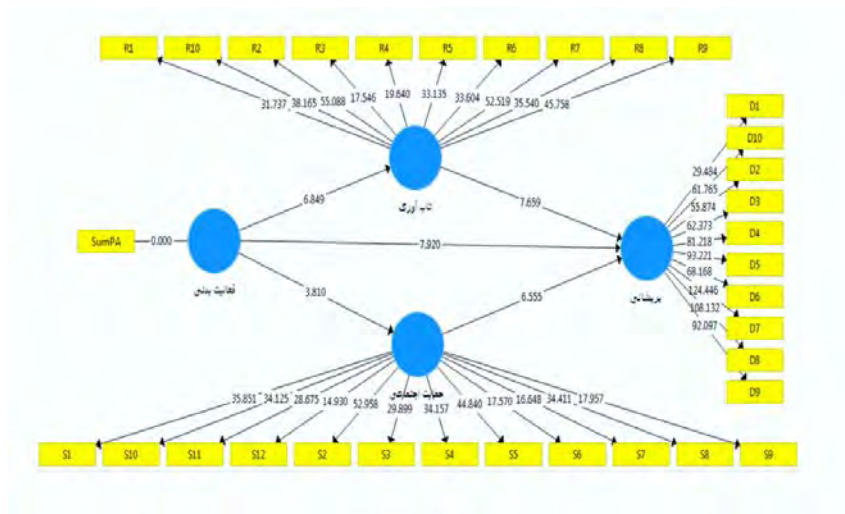 R1 R10 R2 R3 R4 R5 R6 R7 R8 R9
31.737 38.165 55.088 17.546 19.640 33.135 33.604 52.519 35.540 45.758
D1
D10
D2
D3
D4
D5
D6
D7
D8
D9
29.484
61.765
55.874
62.373
81.218
93.221
68.168
124.446
108.132
92.097
تاب آوری
6.849
7.659
SumPA
0.000
7.920
فعالیت بدنی
پریشانی
3.810
6.555
حمایت اجتماعی
35.851 34.125 28.675 14.930 52.958 29.899 34.157 44.840 17.570 16.648 34.411 17.957
S1 S10 S11 S12 S2 S3 S4 S5 S6 S7 S8 S9